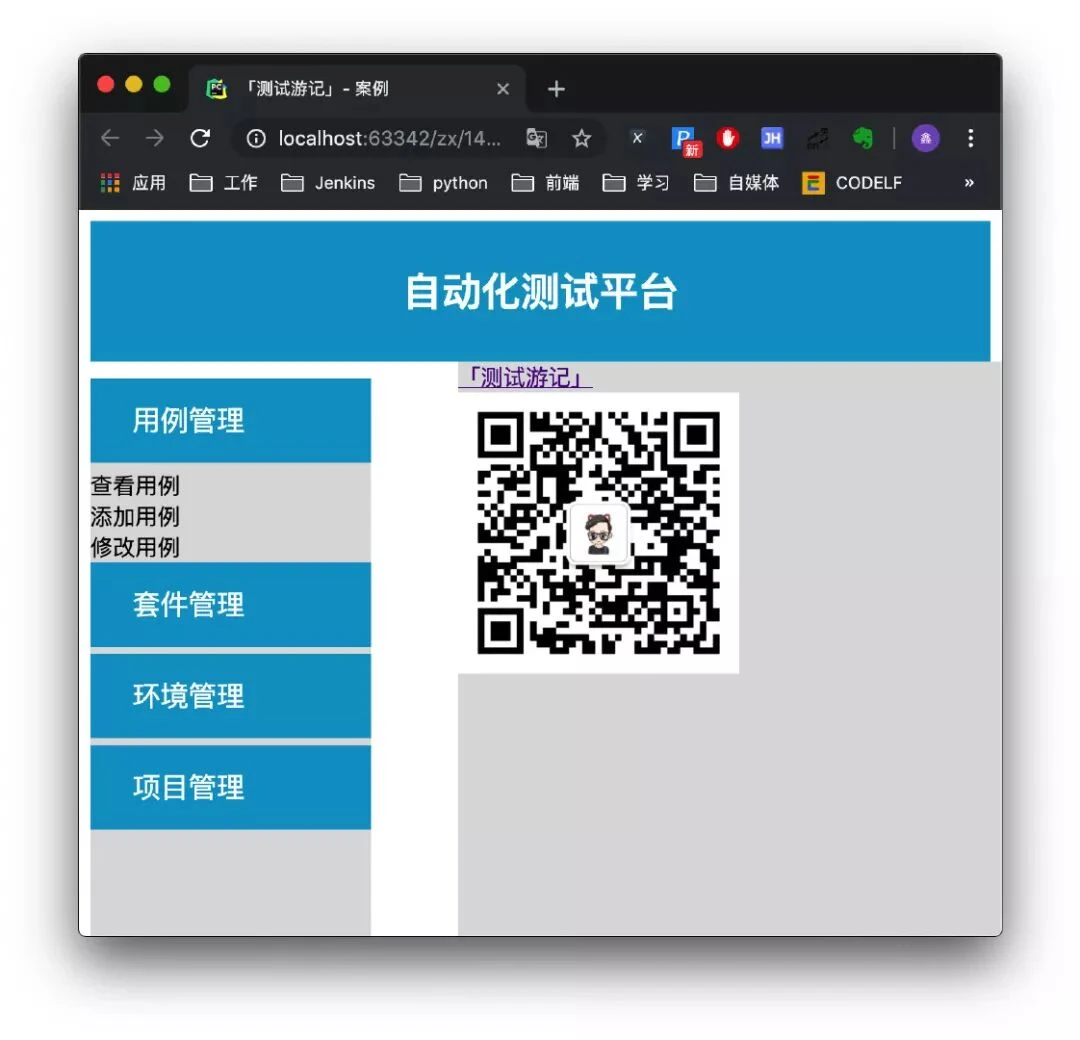 「测试游记」- 案例
localhost:63342/zx/14...
新
JH
应用 工作 Jenkins python 前端 学习 自媒体 CODELF »
自动化测试平台
「测试游记」
用例管理
查看用例
添加用例
修改用例
套件管理
环境管理
项目管理